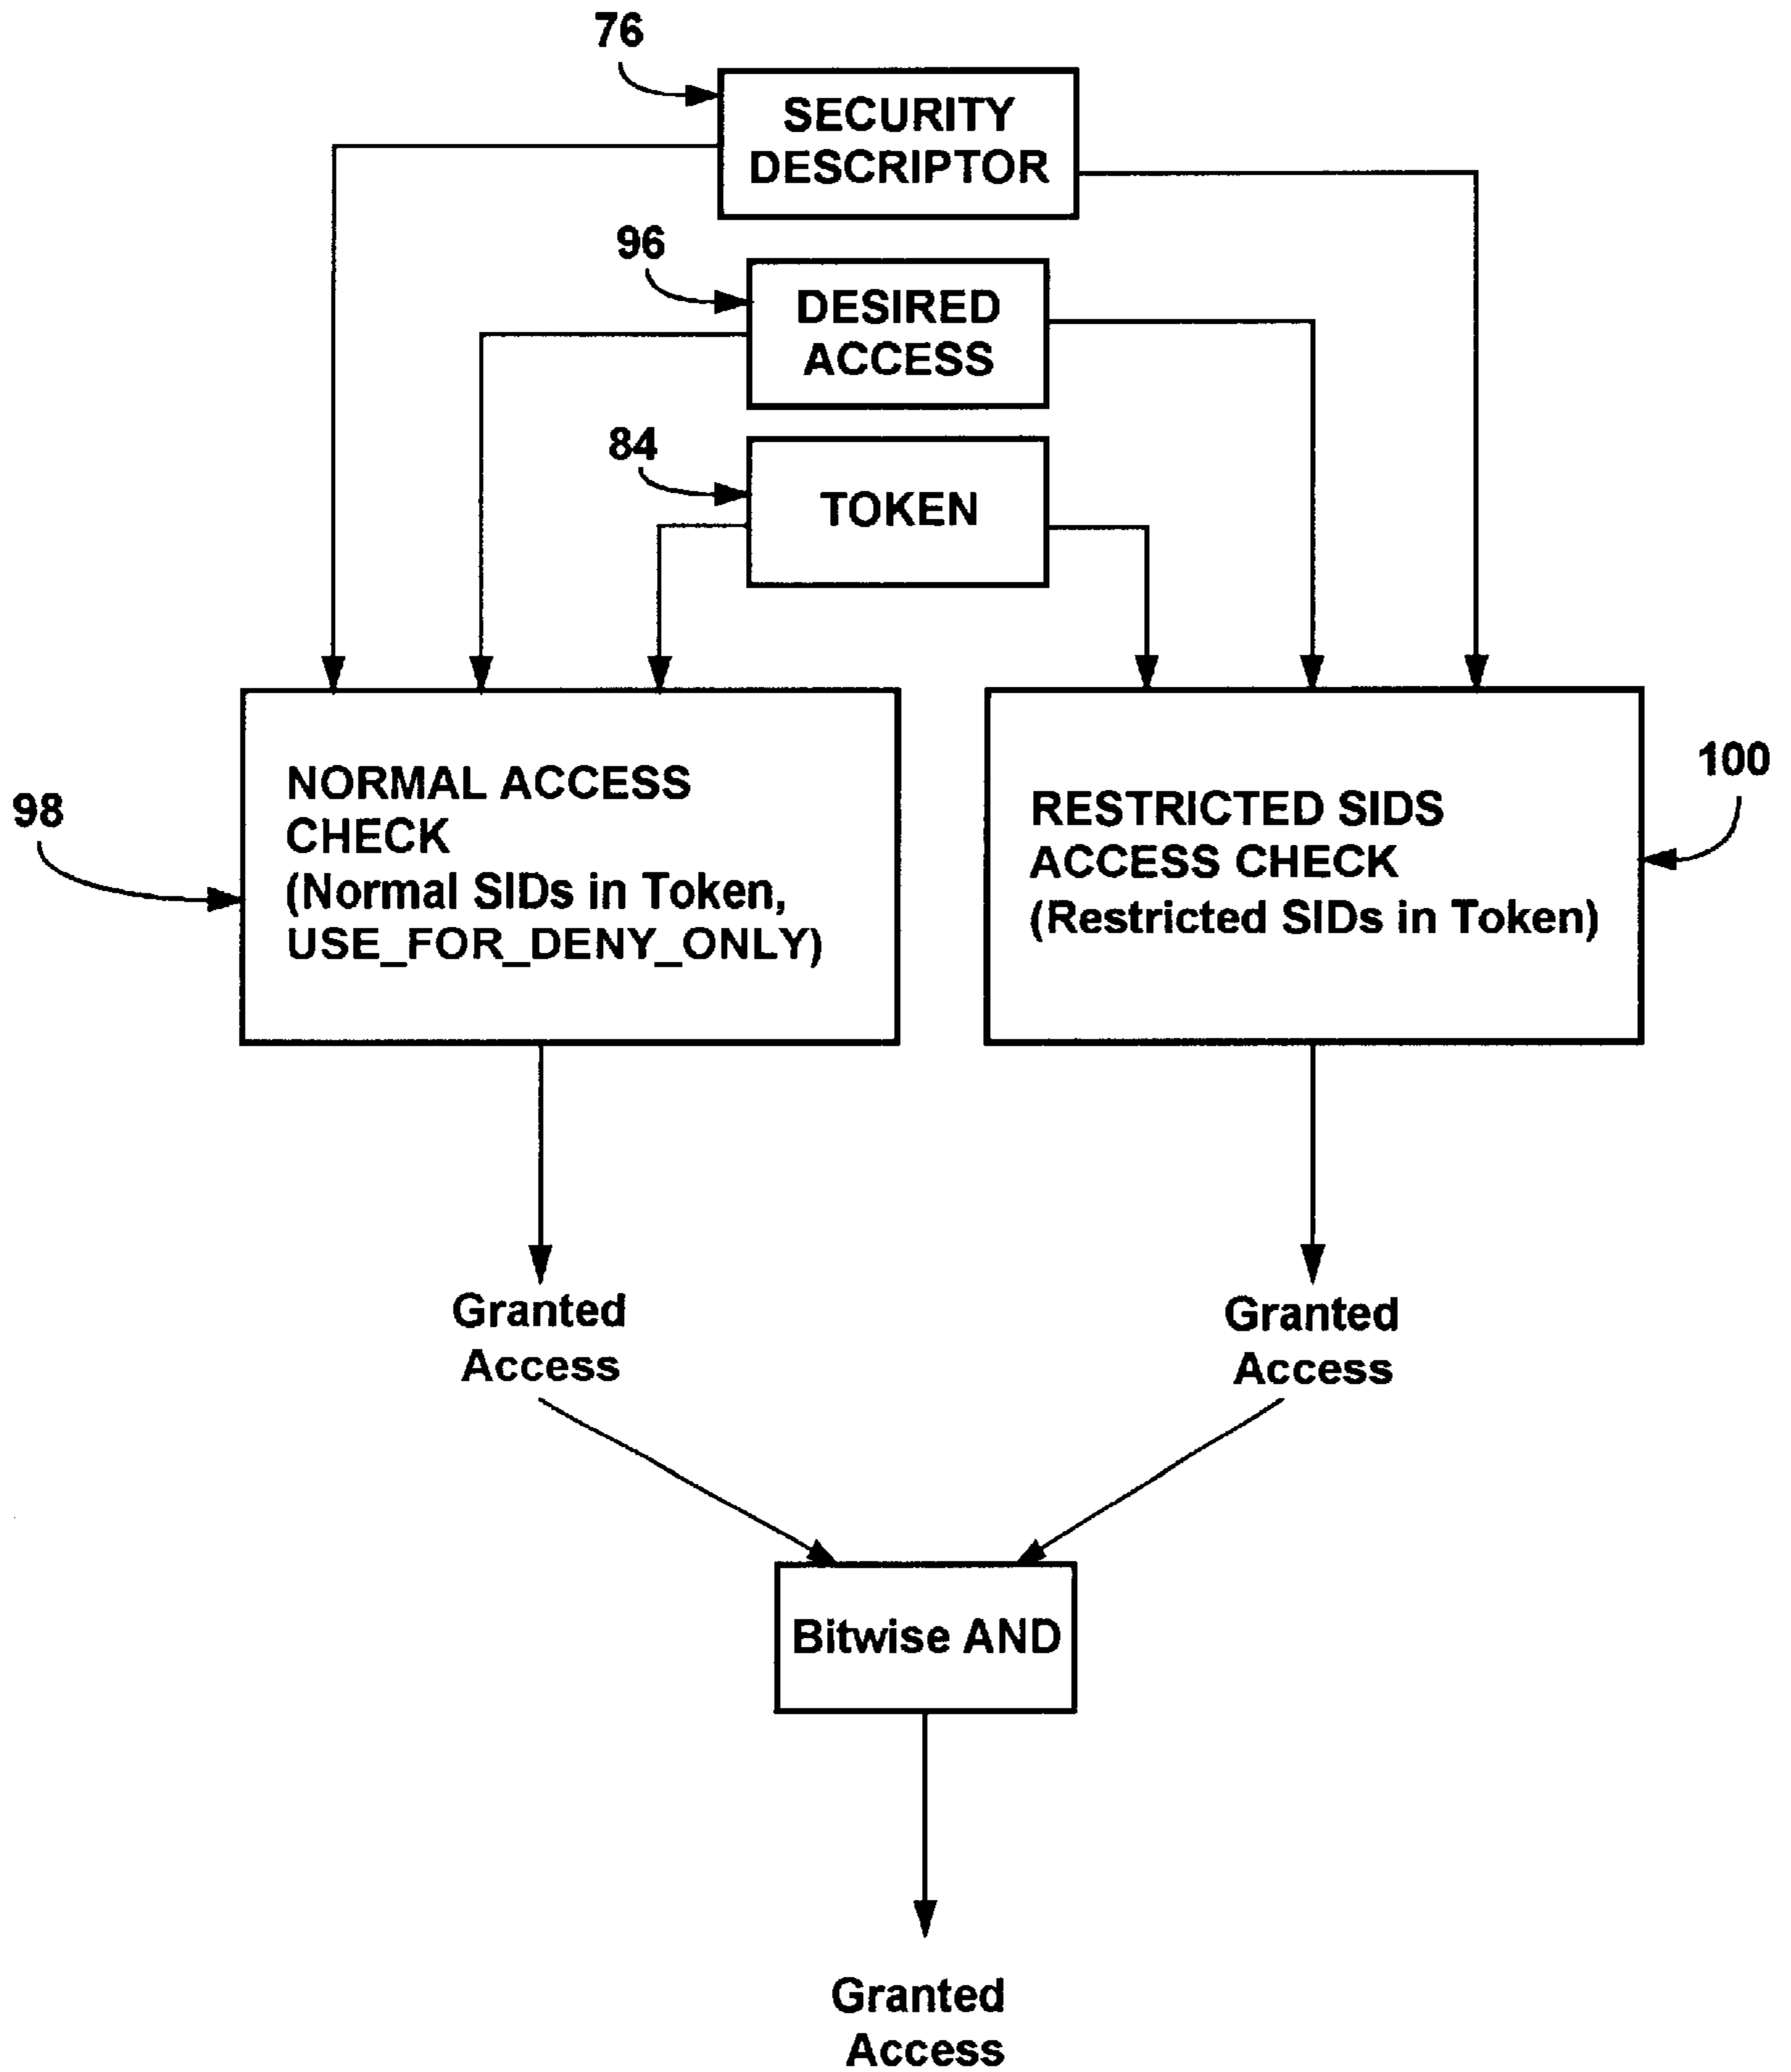 76
SECURITY
DESCRIPTOR
96
DESIRED
ACCESS
84
TOKEN
98
NORMAL ACCESS
CHECK
(Normal SIDs in Token,
USE_FOR_DENY_ONLY)
100
RESTRICTED SIDS
ACCESS CHECK
(Restricted SIDs in Token)
Granted
Access
Granted
Access
Bitwise AND
Granted
Access